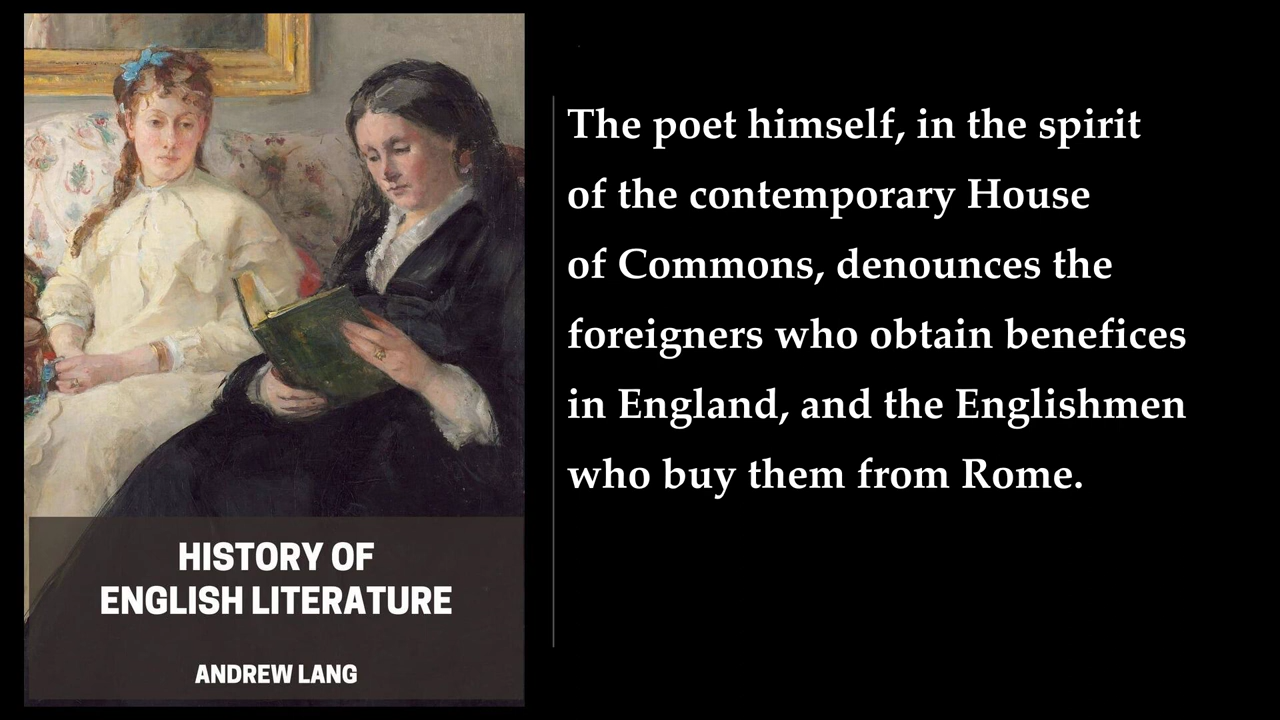 HISTORY OF
ENGLISH LITERATURE
ANDREW LANG
The poet himself, in the spirit
of the contemporary House
of Commons, denounces the
foreigners who obtain benefices
in England, and the Englishmen
who buy them from Rome.